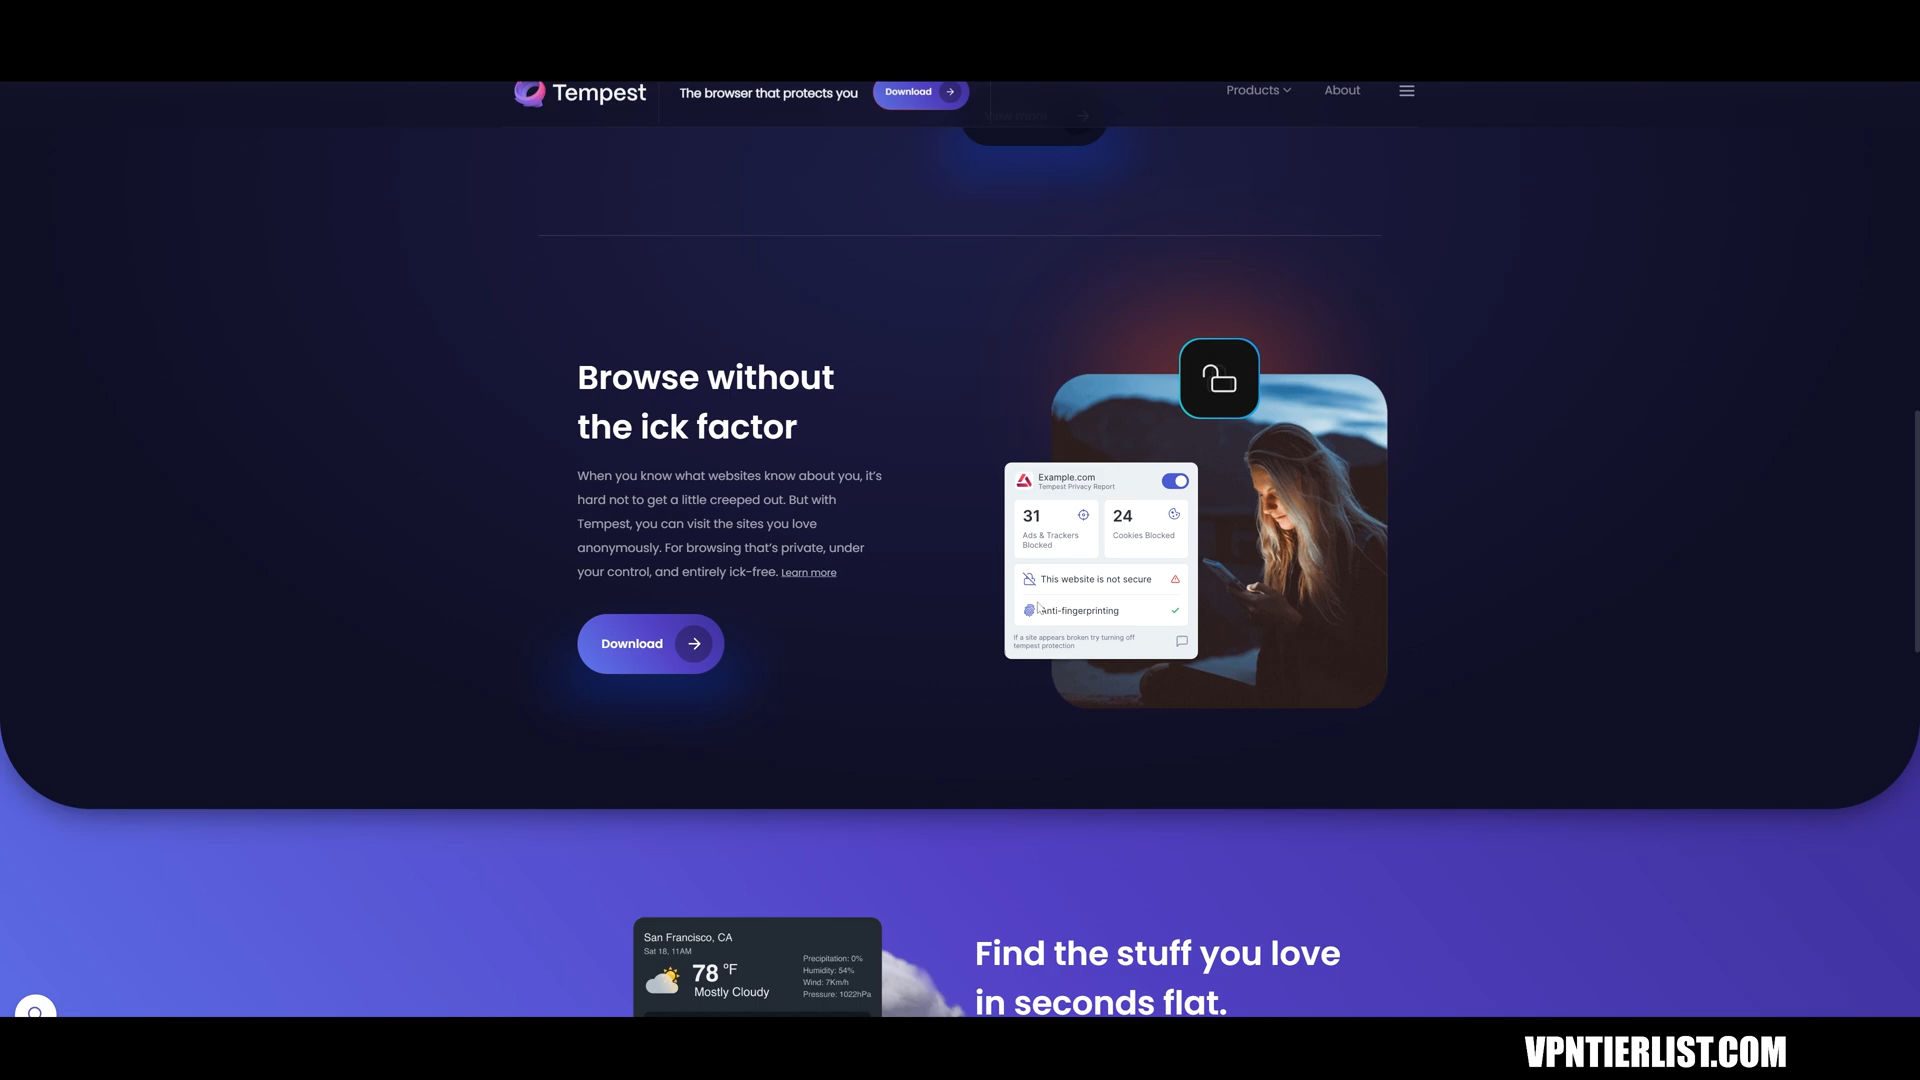 Tempest
The browser that protects you
Download
Products
About
View more
Browse without
the ick factor
When you know what websites know about you, it's
hard not to get a little creeped out. But with
Tempest, you can visit the sites you love
anonymously. For browsing that's private, under
your control, and entirely ick-free. Learn more
Download
Example.com
Tempest Privacy Report
31
Ads & Trackers
Blocked
24
Cookies Blocked
This website is not secure
Anti-fingerprinting
If a site appears broken try turning off
tempest protection
San Francisco, CA
Sat 18, 11AM
78 °F
Mostly Cloudy
Precipitation: 0%
Humidity: 54%
Wind: 7Km/h
Pressure: 1022hPa
Find the stuff you love
in seconds flat.
VPNTIERLIST.COM